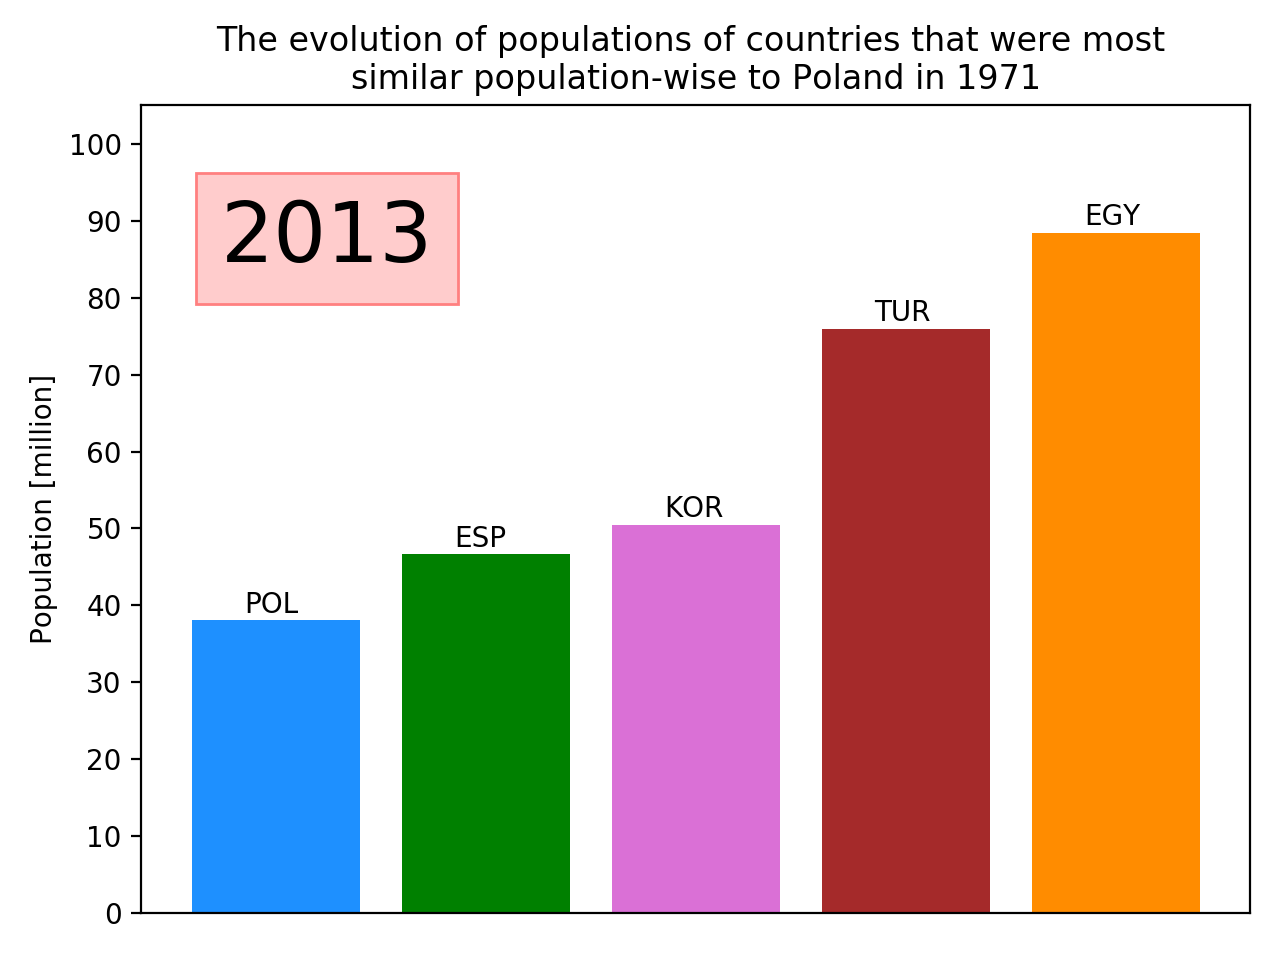 The evolution of populations of countries that were most
similar population-wise to Poland in 1971
100
90
80
70
60
50
40
30
20
10
0
Population [million]
2013
POL
ESP
KOR
TUR
EGY